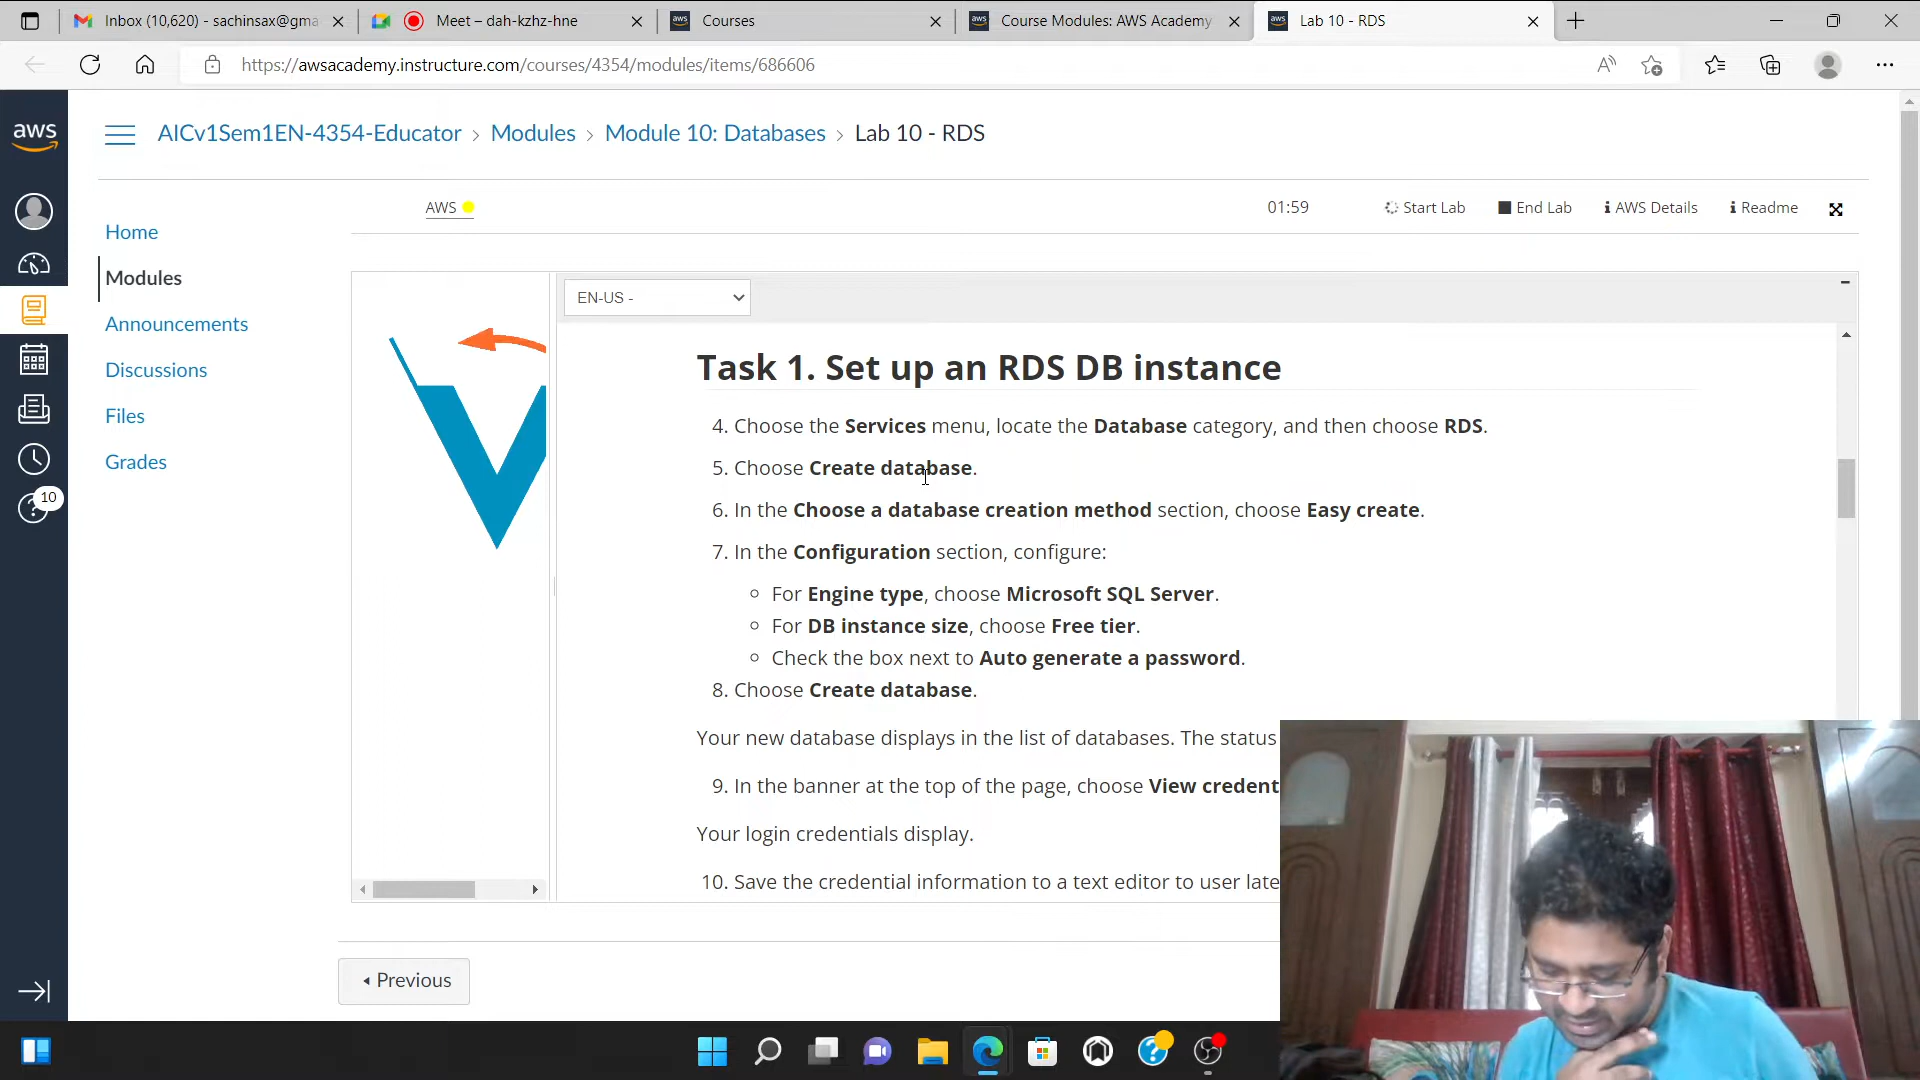 Inbox (10,620) - sachinsax@gma
Meet – dah-kzhz-hne
Courses
Course Modules: AWS Academy
Lab 10 - RDS
https://awsacademy.instructure.com/courses/4354/modules/items/686606
aws
AICv1Sem1EN-4354-Educator › Modules › Module 10: Databases › Lab 10 - RDS
AWS
01:59
Start Lab
End Lab
AWS Details
Readme
Home
Modules
Announcements
Discussions
Files
Grades
10
EN-US -
Task 1. Set up an RDS DB instance
4. Choose the Services menu, locate the Database category, and then choose RDS.
5. Choose Create database.
6. In the Choose a database creation method section, choose Easy create.
7. In the Configuration section, configure:
For Engine type, choose Microsoft SQL Server.
For DB instance size, choose Free tier.
Check the box next to Auto generate a password.
8. Choose Create database.
Your new database displays in the list of databases. The status
9. In the banner at the top of the page, choose View credent
Your login credentials display.
10. Save the credential information to a text editor to user late
Previous